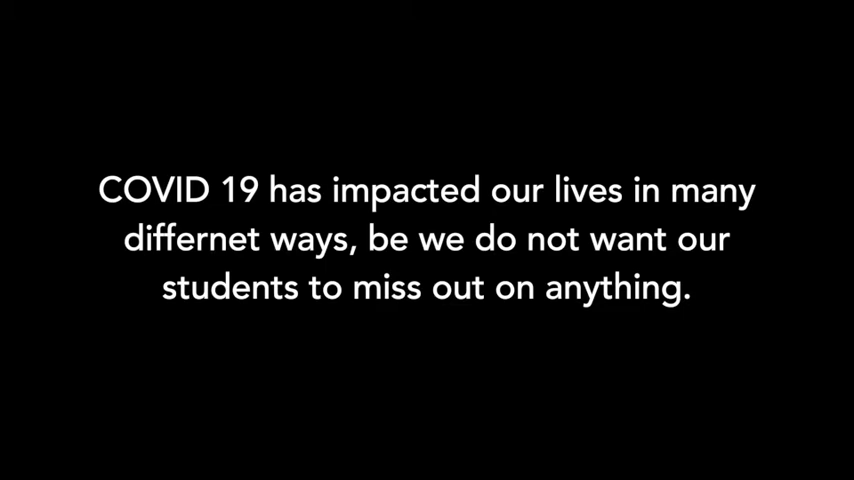 COVID 19 has impacted our lives in many
differnet ways, be we do not want our
students to miss out on anything.